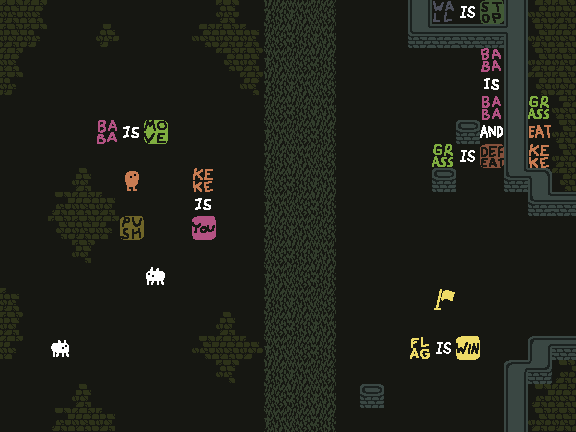 WALL IS STOP
BABA
IS
BABA
AND
GRASS IS DEFEAT
GRASS
EAT
KEKE
BABA IS MOVE
KEKE
IS
YOU
PUSH
FLAG IS WIN